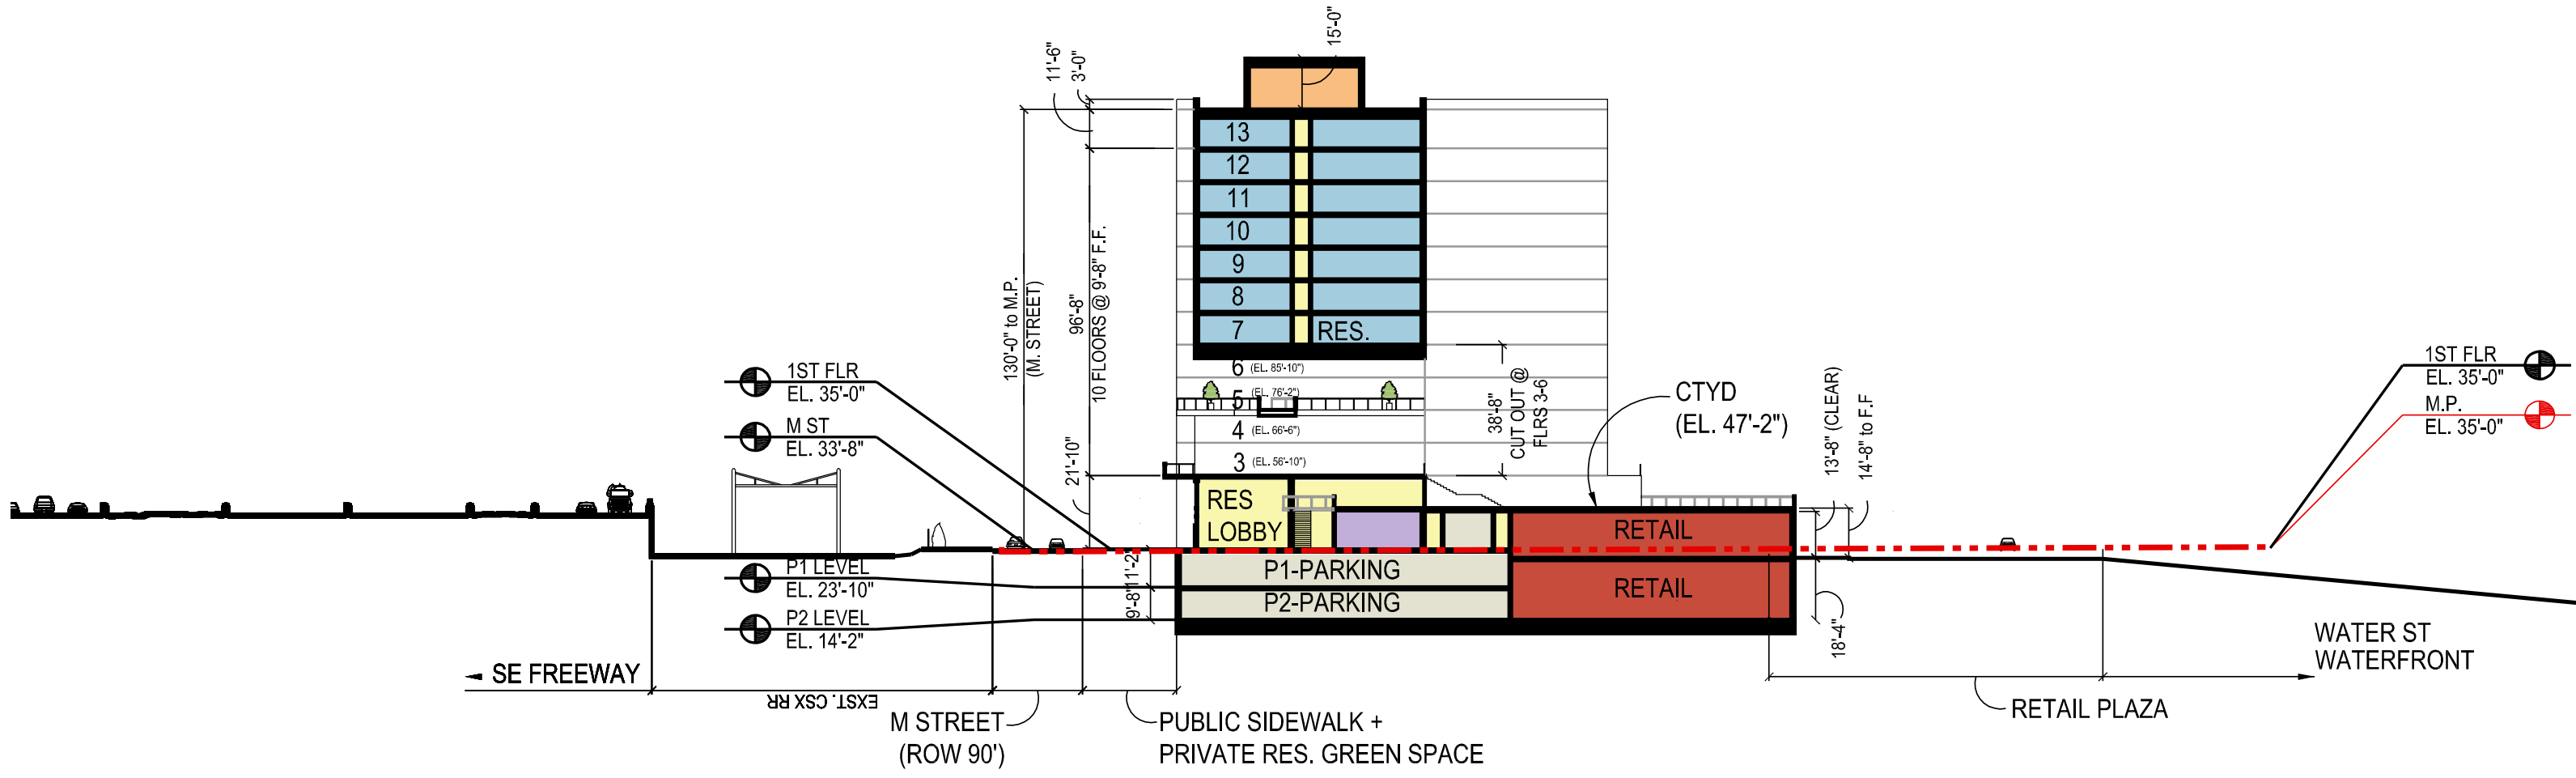 15'-0"
11'-6"
3'-0"
13
12
11
10
9
8
7 RES.
130'-0" to M.P.
(M. STREET)
96'-8"
10 FLOORS @ 9'-8" F.F.
21'-10"
6 (EL. 85'-10")
5 (EL. 76'-2")
4 (EL. 66'-6")
3 (EL. 56'-10")
38'-8"
CUT OUT @
FLRS 3-6
CTYD
(EL. 47'-2")
13'-8" (CLEAR)
14'-8" to F.F
1ST FLR
EL. 35'-0"
M.P.
EL. 35'-0"
1ST FLR
EL. 35'-0"
M ST
EL. 33'-8"
RES
LOBBY
RETAIL
P1-PARKING
P2-PARKING
RETAIL
P1 LEVEL
EL. 23'-10"
P2 LEVEL
EL. 14'-2"
11'-2"
9'-8"
18'-4"
SE FREEWAY
EXST. CSX RR
M STREET
(ROW 90')
PUBLIC SIDEWALK +
PRIVATE RES. GREEN SPACE
RETAIL PLAZA
WATER ST
WATERFRONT